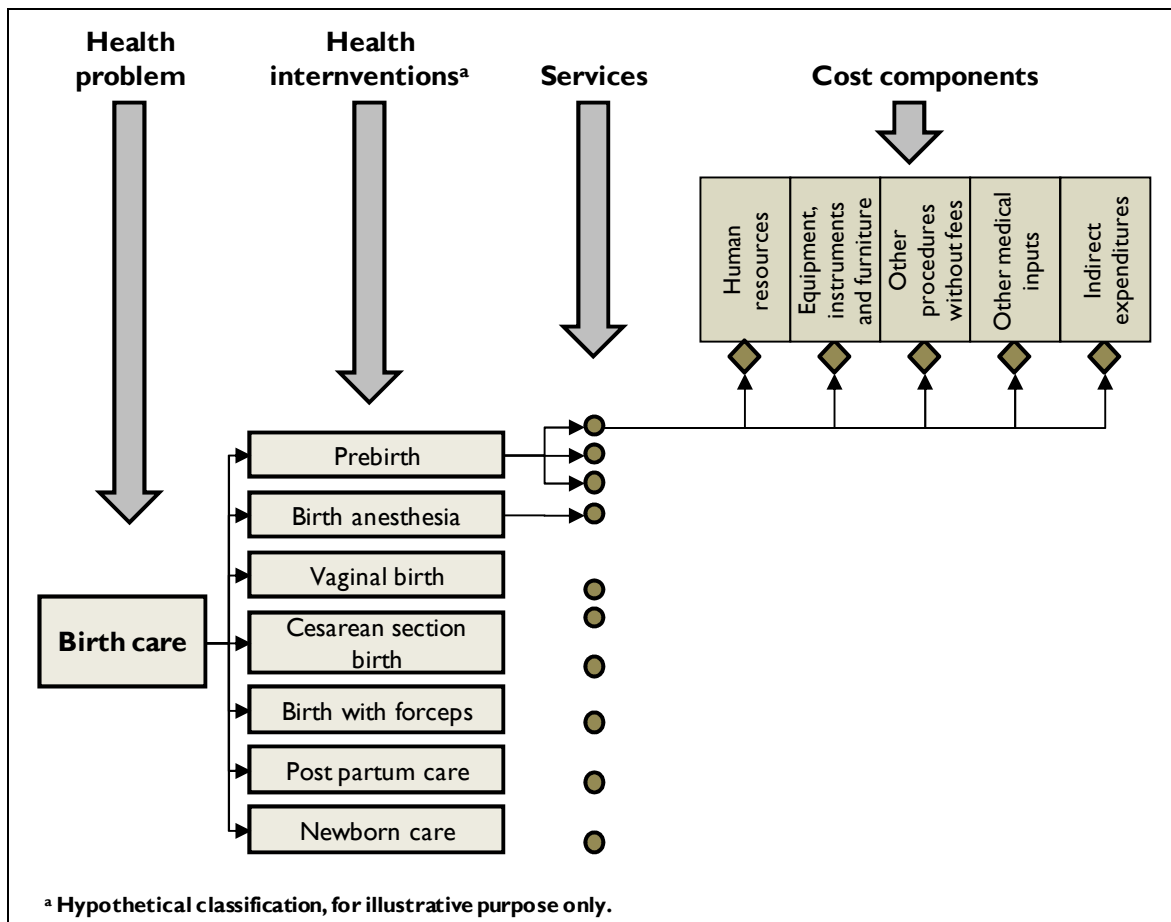 Health
problem
Health
internventionsᵃ
Services
Cost components
Human
resources
Equipment,
instruments
and furniture
Other
procedures
without fees
Other medical
inputs
Indirect
expenditures
Prebirth
Birth anesthesia
Vaginal birth
Birth care
Cesarean section
birth
Birth with forceps
Post partum care
Newborn care
ᵃ Hypothetical classification, for illustrative purpose only.